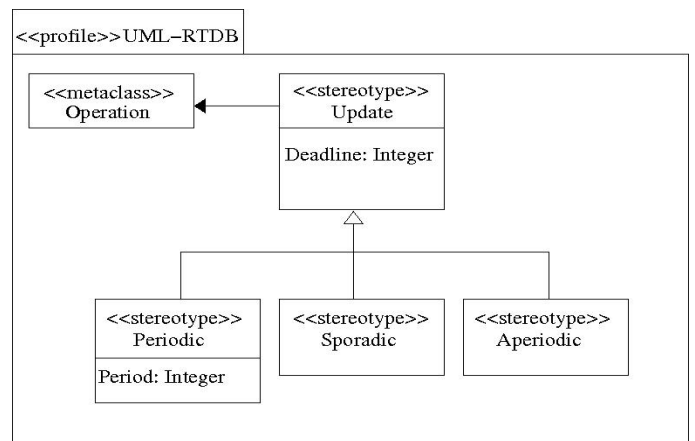 <<profile>>UML−RTDB
<<metaclass>>
Operation
<<stereotype>>
Update
Deadline: Integer
<<stereotype>>
Periodic
Period: Integer
<<stereotype>>
Sporadic
<<stereotype>>
Aperiodic